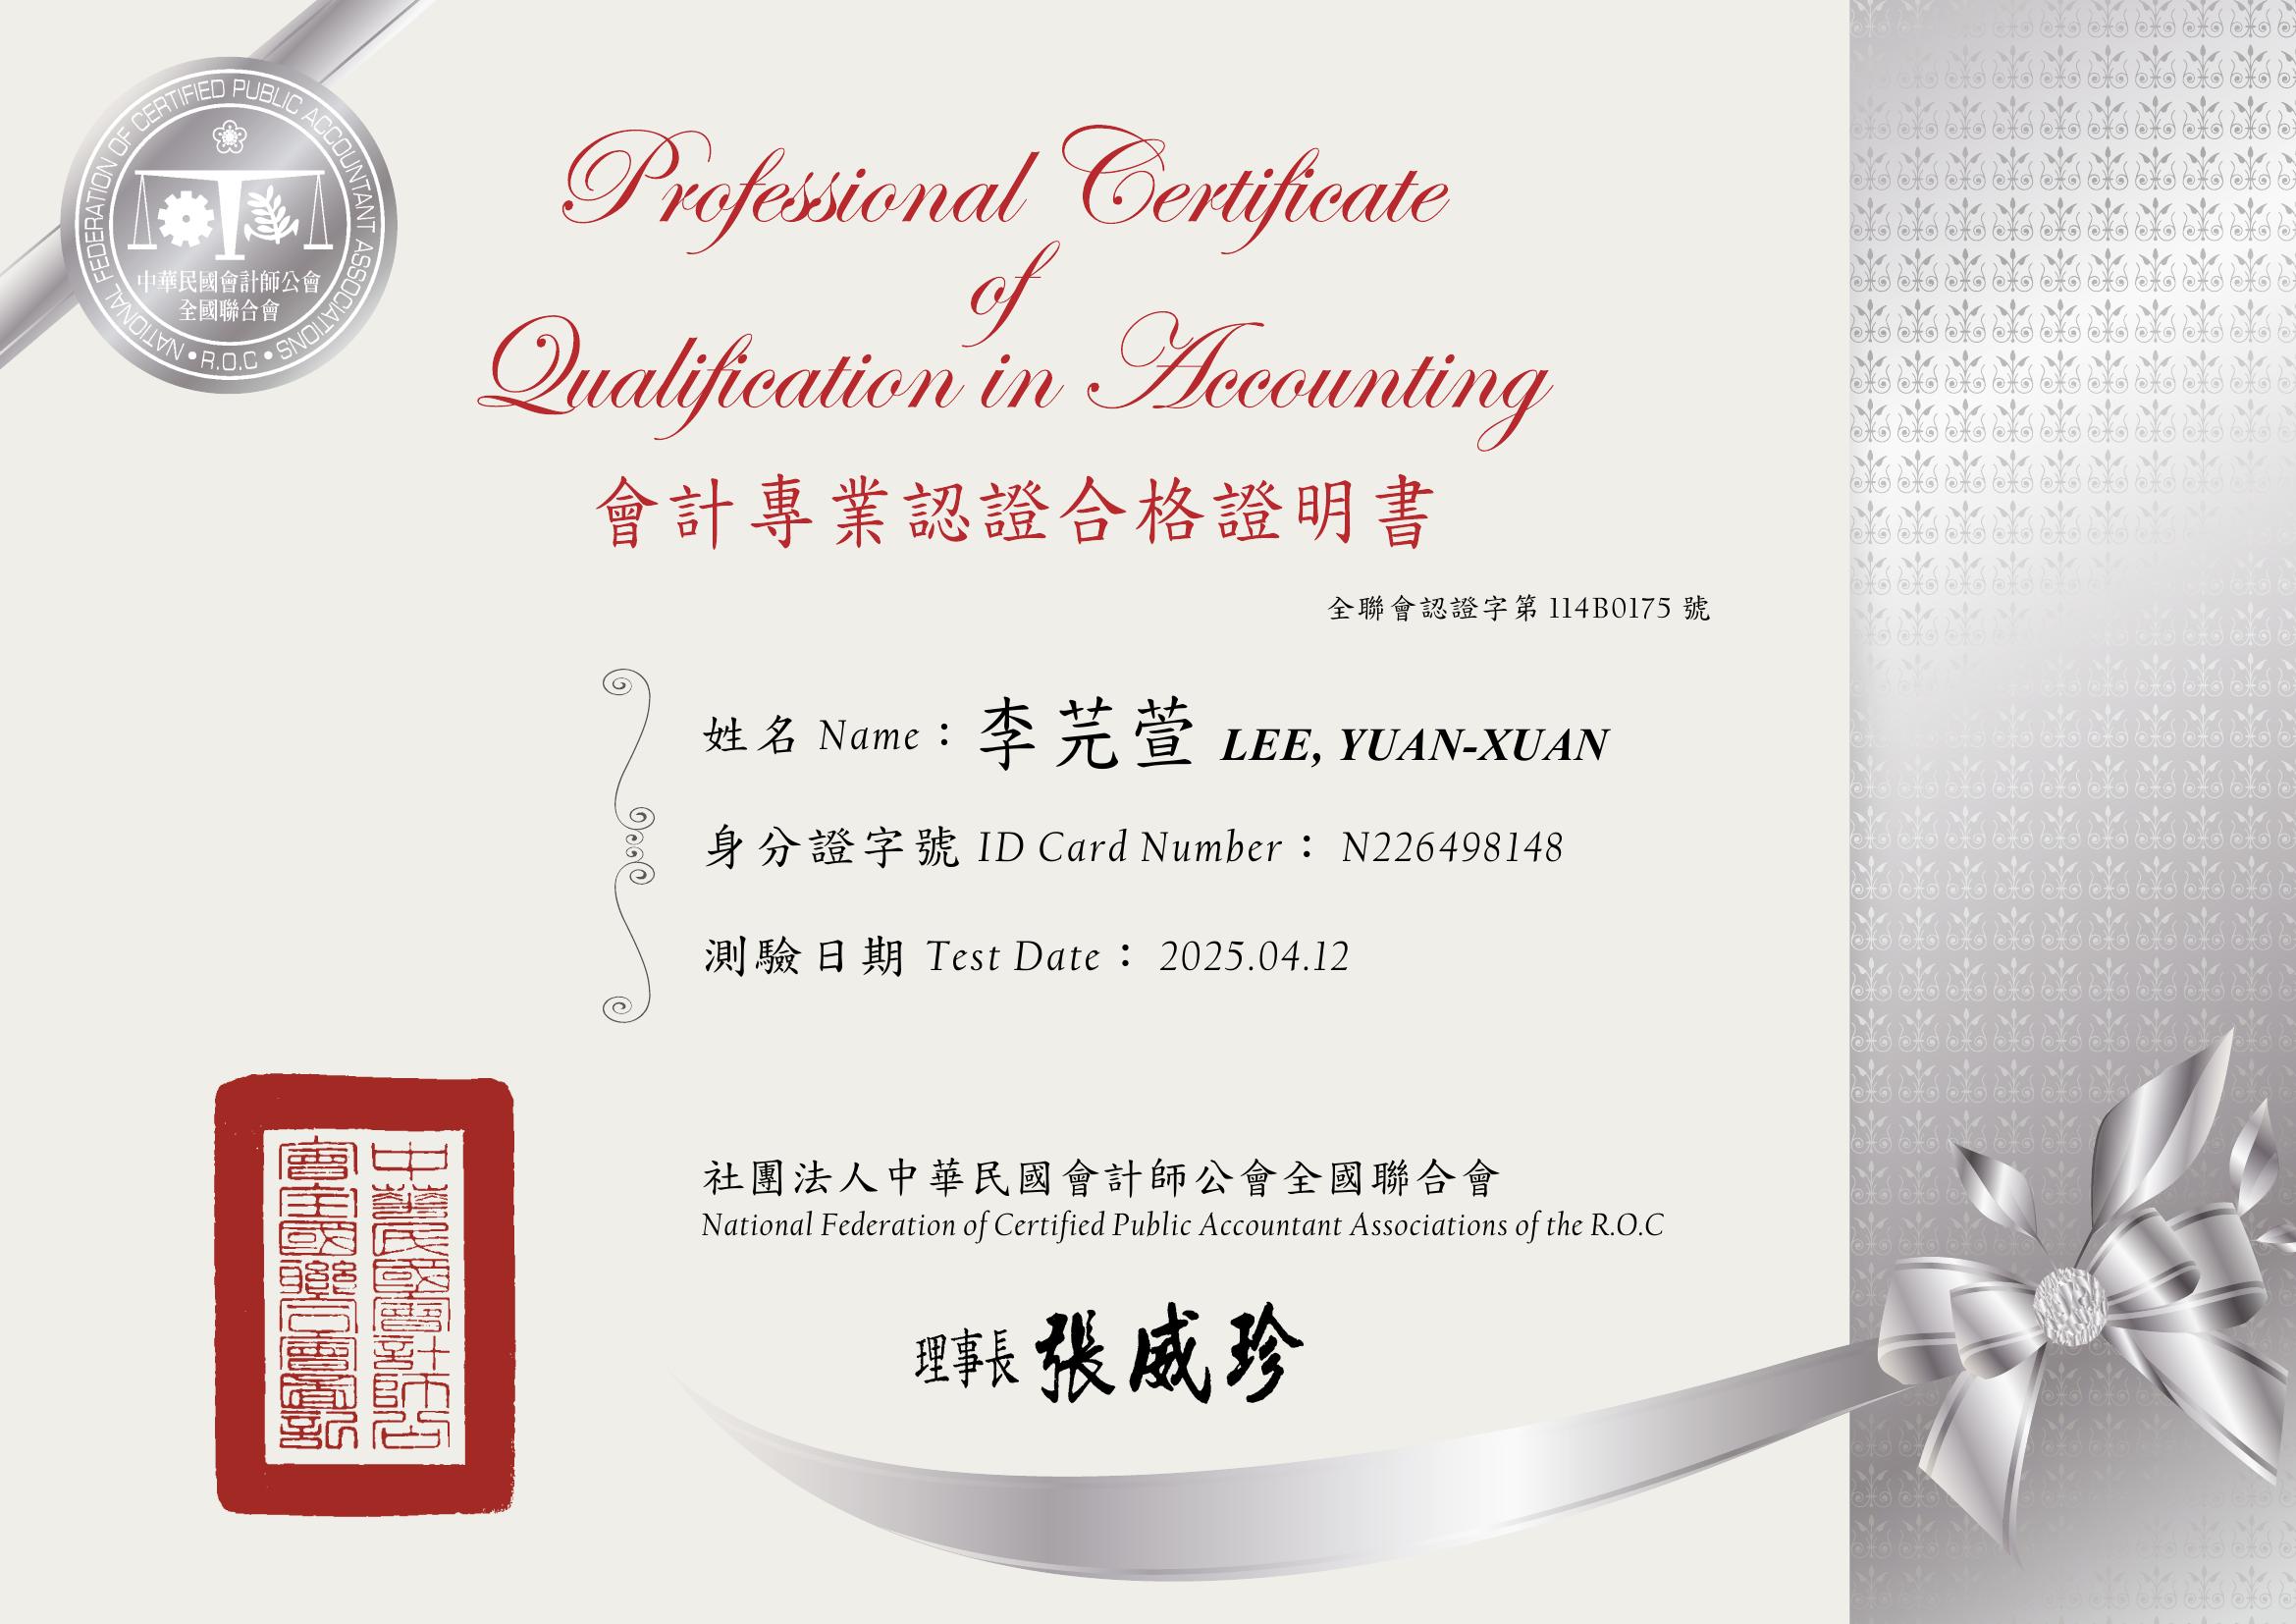 NATIONAL FEDERATION OF CERTIFIED PUBLIC ACCOUNTANT ASSOCIATIONS • R.O.C •
中華民國會計師公會
全國聯合會
Professional Certificate
of
Qualification in Accounting
會計專業認證合格證明書
全聯會認證字第 114B0175 號
姓名 Name：李芫萱 LEE, YUAN-XUAN
身分證字號 ID Card Number： N226498148
測驗日期 Test Date： 2025.04.12
社團法人中華民國會計師公會全國聯合會
National Federation of Certified Public Accountant Associations of the R.O.C
理事長 張威珍
中華民國會計師公
會全國聯合會圖記